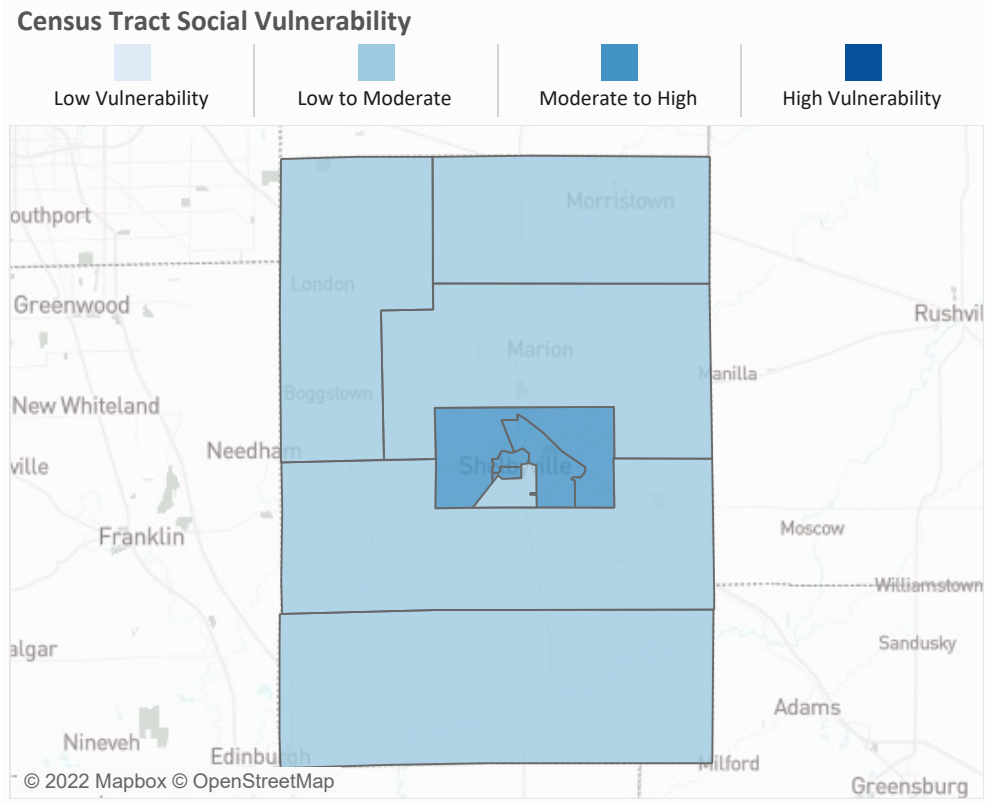 Census Tract Social Vulnerability
Low Vulnerability
Low to Moderate
Moderate to High
High Vulnerability
Morristown
outhport
London
Greenwood
Rushvil
Marion
Manilla
Boggstown
New Whiteland
Needham
ville
Shelbyville
Moscow
Franklin
Williamstown
Sandusky
algar
Adams
Nineveh
Edinburgh
Milford
© 2022 Mapbox © OpenStreetMap
Greensburg